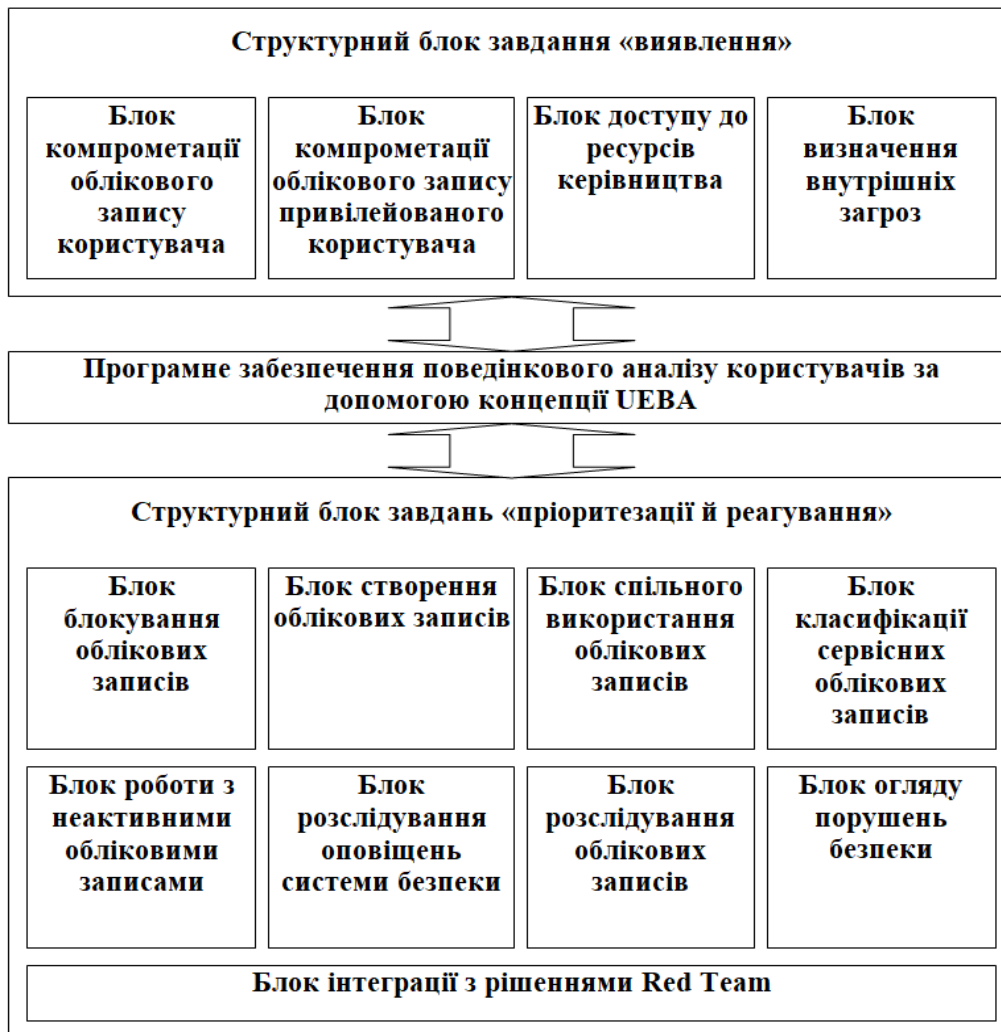 Структурний блок завдання «виявлення»
Блок
компрометації
облікового
запису
користувача
Блок
компрометації
облікового запису
привілейованого
користувача
Блок доступу до
ресурсів
керівництва
Блок
визначення
внутрішніх
загроз
Програмне забезпечення поведінкового аналізу користувачів за
допомогою концепції UEBA
Структурний блок завдань «пріоритезації й реагування»
Блок
блокування
облікових
записів
Блок створення
облікових записів
Блок спільного
використання
облікових
записів
Блок
класифікації
сервісних
облікових
записів
Блок роботи з
неактивними
обліковими
записами
Блок
розслідування
оповіщень
системи безпеки
Блок
розслідування
облікових
записів
Блок огляду
порушень
безпеки
Блок інтеграції з рішеннями Red Team